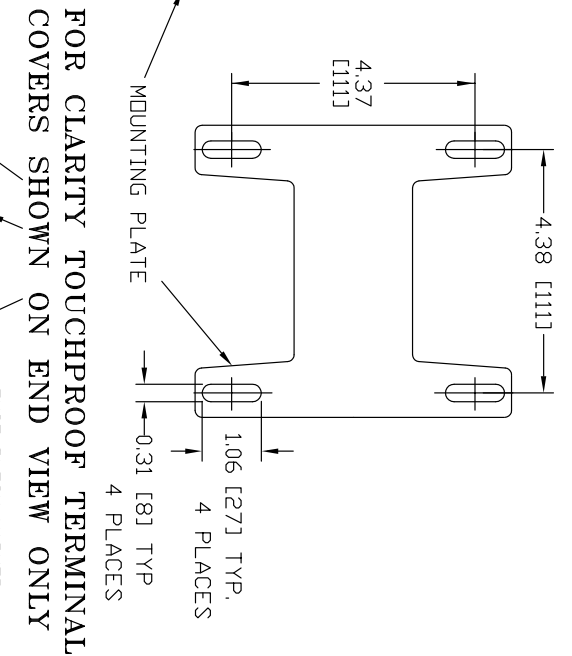 4.38 [111]
4.37
[111]
1.06 [27] TYP.
4 PLACES
0.31 [8] TYP
4 PLACES
MOUNTING PLATE
FOR CLARITY TOUCHPROOF TERMINAL
COVERS SHOWN ON END VIEW ONLY